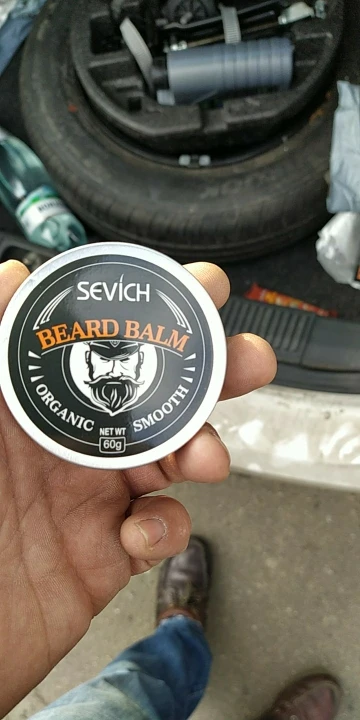 SEVICH
BEARD BALM
ORGANIC SMOOTH
NET WT
60g